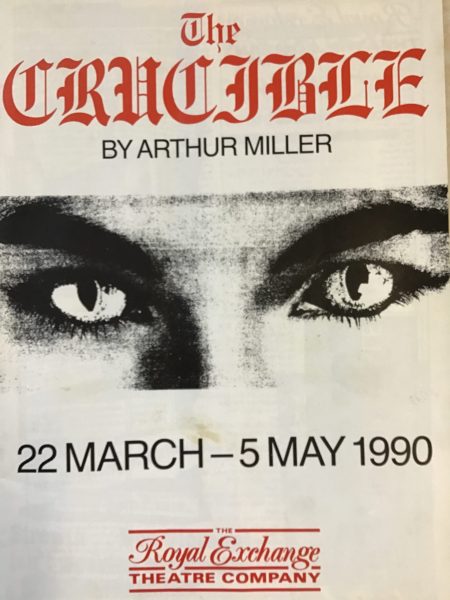 The
CRUCIBLE
BY ARTHUR MILLER
22 MARCH – 5 MAY 1990
THE
Royal Exchange
THEATRE COMPANY